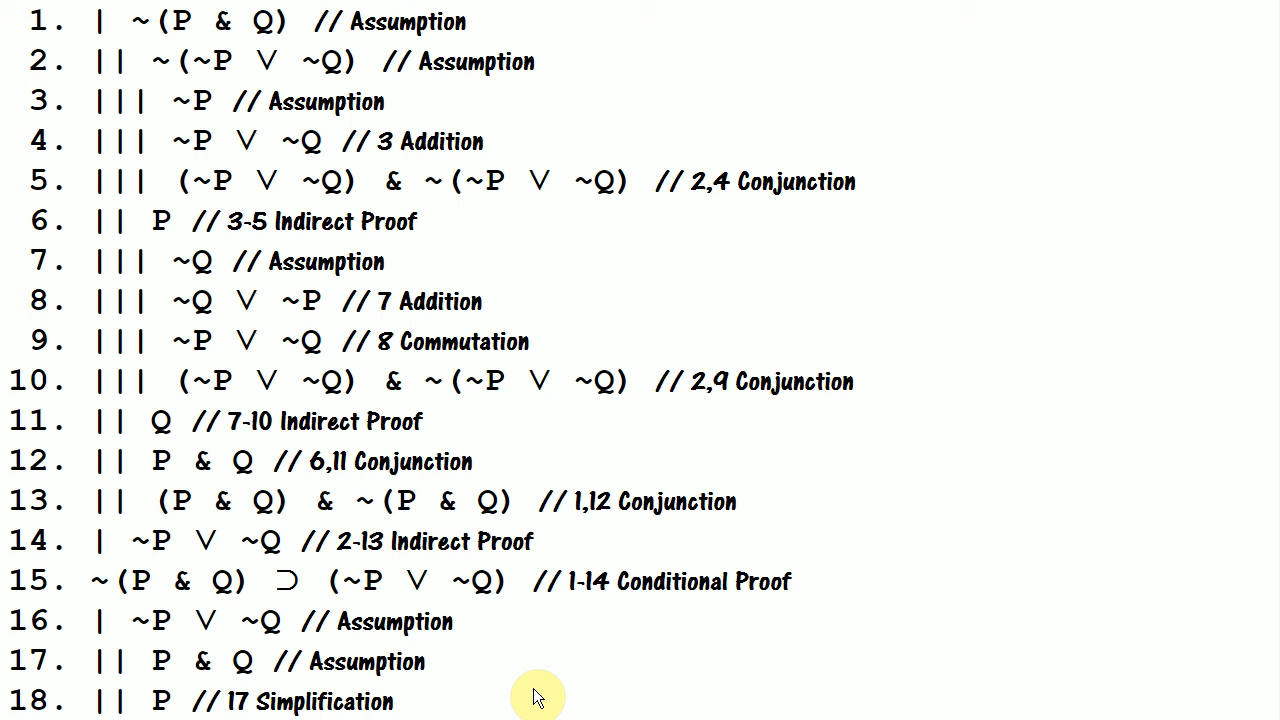 1. | ~(P & Q) // Assumption
2. || ~(~P ∨ ~Q) // Assumption
3. ||| ~P // Assumption
4. ||| ~P ∨ ~Q // 3 Addition
5. ||| (~P ∨ ~Q) & ~(~P ∨ ~Q) // 2,4 Conjunction
6. || P // 3-5 Indirect Proof
7. ||| ~Q // Assumption
8. ||| ~Q ∨ ~P // 7 Addition
9. ||| ~P ∨ ~Q // 8 Commutation
10. ||| (~P ∨ ~Q) & ~(~P ∨ ~Q) // 2,9 Conjunction
11. || Q // 7-10 Indirect Proof
12. || P & Q // 6,11 Conjunction
13. || (P & Q) & ~(P & Q) // 1,12 Conjunction
14. | ~P ∨ ~Q // 2-13 Indirect Proof
15. ~(P & Q) ⊃ (~P ∨ ~Q) // 1-14 Conditional Proof
16. | ~P ∨ ~Q // Assumption
17. || P & Q // Assumption
18. || P // 17 Simplification